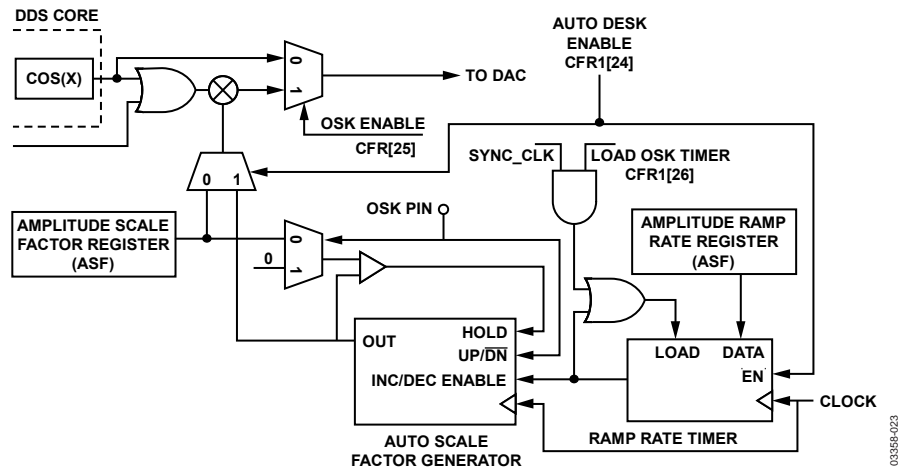 DDS CORE
COS(X)
0
1
TO DAC
OSK ENABLE
CFR[25]
AUTO DESK
ENABLE
CFR1[24]
SYNC_CLK
LOAD OSK TIMER
CFR1[26]
0 1
AMPLITUDE SCALE
FACTOR REGISTER
(ASF)
OSK PIN
0
0
1
AMPLITUDE RAMP
RATE REGISTER
(ASF)
OUT
HOLD
UP/DN
INC/DEC ENABLE
LOAD DATA
EN
CLOCK
RAMP RATE TIMER
AUTO SCALE
FACTOR GENERATOR
03358-023